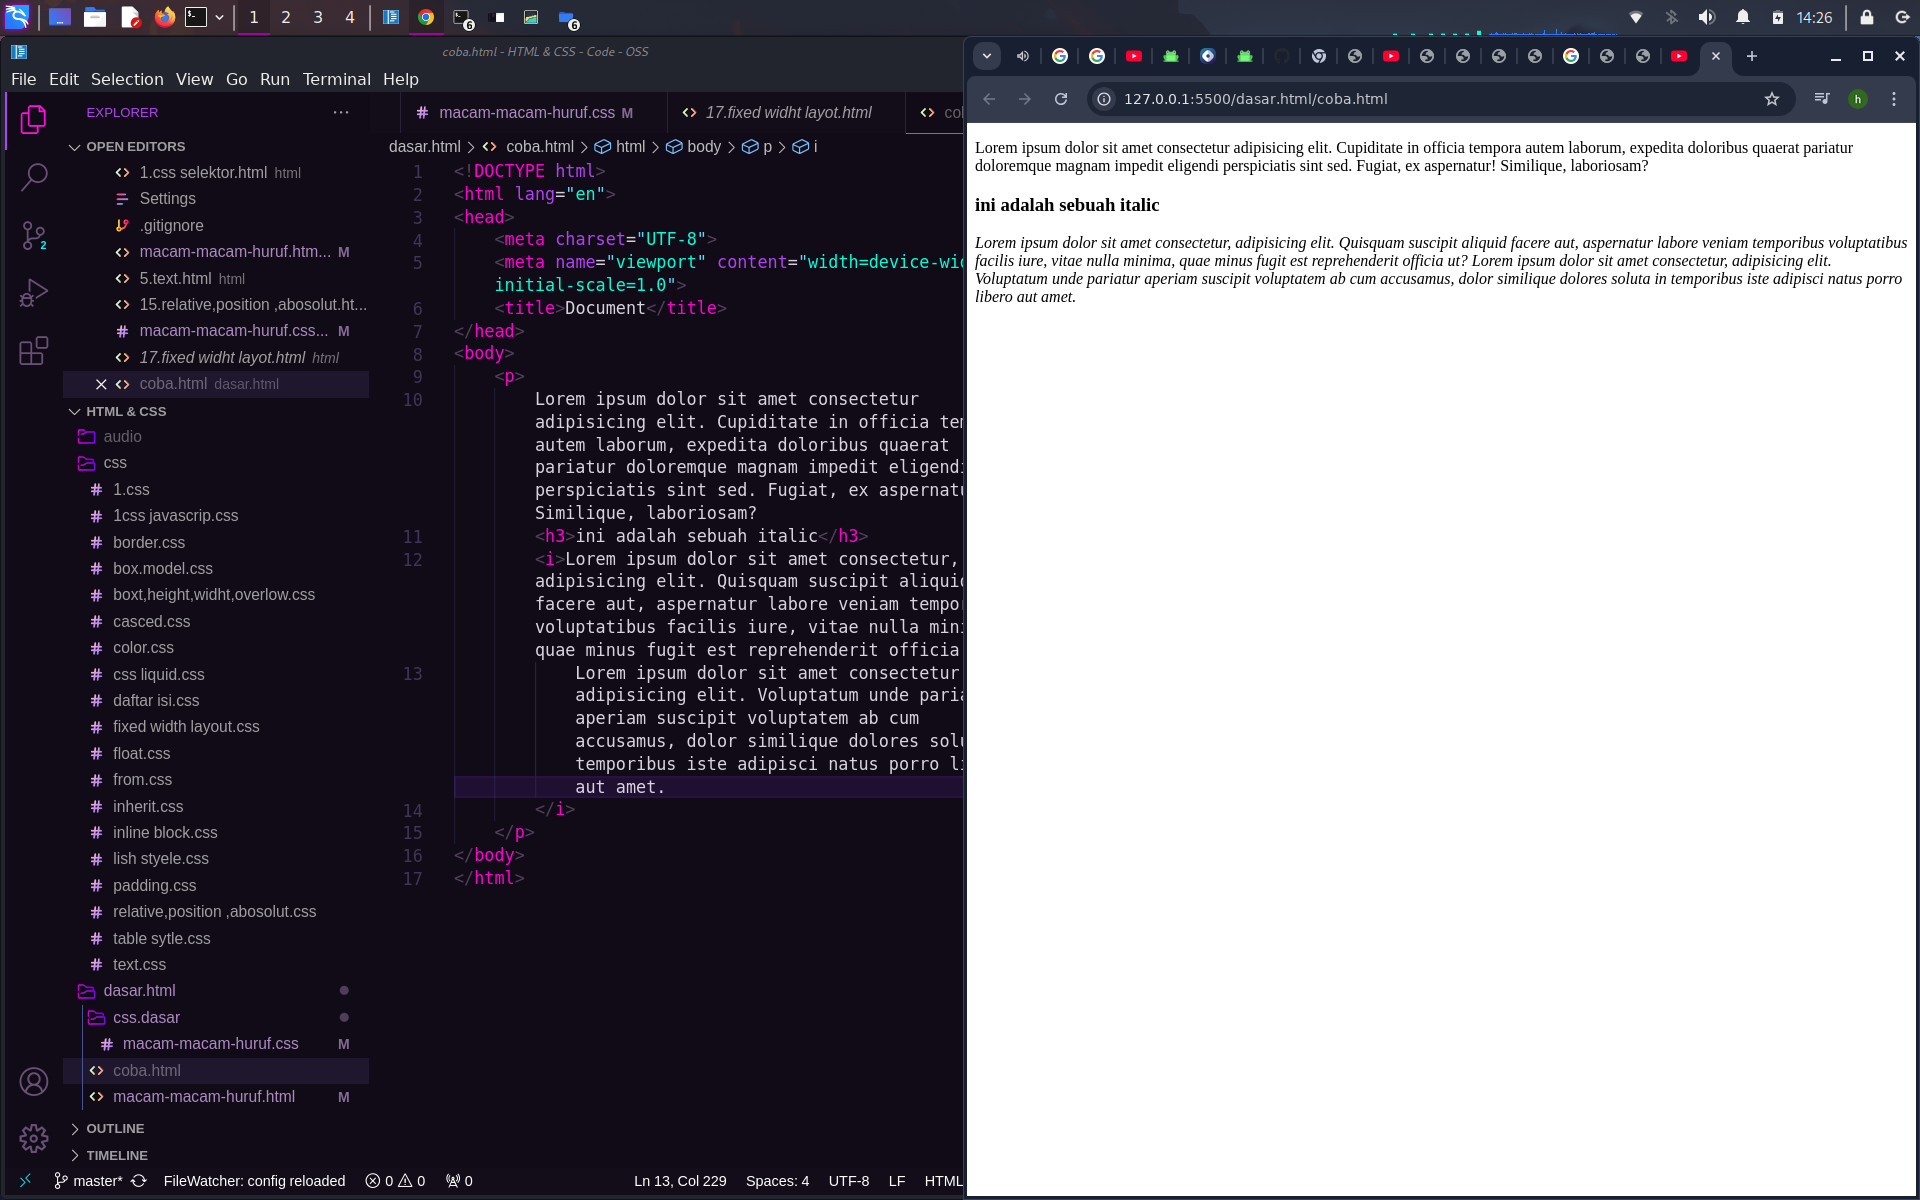 1 2 3 4
6
6
14:26
coba.html - HTML & CSS - Code - OSS
File Edit Selection View Go Run Terminal Help
EXPLORER
OPEN EDITORS
1.css selektor.html html
Settings
.gitignore
macam-macam-huruf.htm... M
5.text.html html
15.relative,position ,abosolut.ht...
macam-macam-huruf.css... M
17.fixed widht layot.html html
coba.html dasar.html
HTML & CSS
audio
css
1.css
1css javascrip.css
border.css
box.model.css
boxt,height,widht,overlow.css
casced.css
color.css
css liquid.css
daftar isi.css
fixed width layout.css
float.css
from.css
inherit.css
inline block.css
lish styele.css
padding.css
relative,position ,abosolut.css
table sytle.css
text.css
dasar.html
css.dasar
macam-macam-huruf.css M
coba.html
macam-macam-huruf.html M
OUTLINE
TIMELINE
2
macam-macam-huruf.css M 17.fixed widht layot.html
dasar.html > coba.html > html > body > p > i
1 <!DOCTYPE html>
2 <html lang="en">
3 <head>
4 <meta charset="UTF-8">
5 <meta name="viewport" content="width=device-wi
initial-scale=1.0">
6 <title>Document</title>
7 </head>
8 <body>
9 <p>
10 Lorem ipsum dolor sit amet consectetur
adipisicing elit. Cupiditate in officia te
autem laborum, expedita doloribus quaerat
pariatur doloremque magnam impedit eligend
perspiciatis sint sed. Fugiat, ex aspernat
Similique, laboriosam?
11 <h3>ini adalah sebuah italic</h3>
12 <i>Lorem ipsum dolor sit amet consectetur,
adipisicing elit. Quisquam suscipit aliqui
facere aut, aspernatur labore veniam tempo
voluptatibus facilis iure, vitae nulla min
quae minus fugit est reprehenderit officia
13 Lorem ipsum dolor sit amet consectetur
adipisicing elit. Voluptatum unde pari
aperiam suscipit voluptatem ab cum
accusamus, dolor similique dolores sol
temporibus iste adipisci natus porro l
aut amet.
14 </i>
15 </p>
16 </body>
17 </html>
master* FileWatcher: config reloaded 0 0 0 Ln 13, Col 229 Spaces: 4 UTF-8 LF HTML
127.0.0.1:5500/dasar.html/coba.html
h
Lorem ipsum dolor sit amet consectetur adipisicing elit. Cupiditate in officia tempora autem laborum, expedita doloribus quaerat pariatur
doloremque magnam impedit eligendi perspiciatis sint sed. Fugiat, ex aspernatur! Similique, laboriosam?
ini adalah sebuah italic
Lorem ipsum dolor sit amet consectetur, adipisicing elit. Quisquam suscipit aliquid facere aut, aspernatur labore veniam temporibus voluptatibus
facilis iure, vitae nulla minima, quae minus fugit est reprehenderit officia ut? Lorem ipsum dolor sit amet consectetur, adipisicing elit.
Voluptatum unde pariatur aperiam suscipit voluptatem ab cum accusamus, dolor similique dolores soluta in temporibus iste adipisci natus porro
libero aut amet.